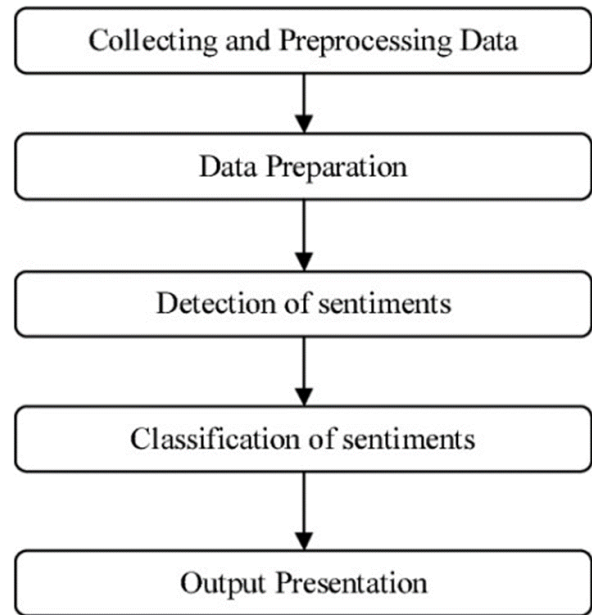 Collecting and Preprocessing Data
Data Preparation
Detection of sentiments
Classification of sentiments
Output Presentation